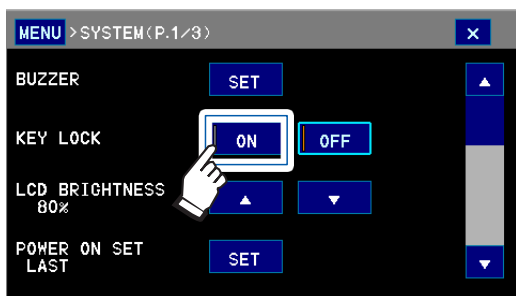 MENU >SYSTEM(P.1/3)
×
BUZZER SET
▲
KEY LOCK ON OFF
LCD BRIGHTNESS
80%
▲ ▼
POWER ON SET
LAST
SET
▼